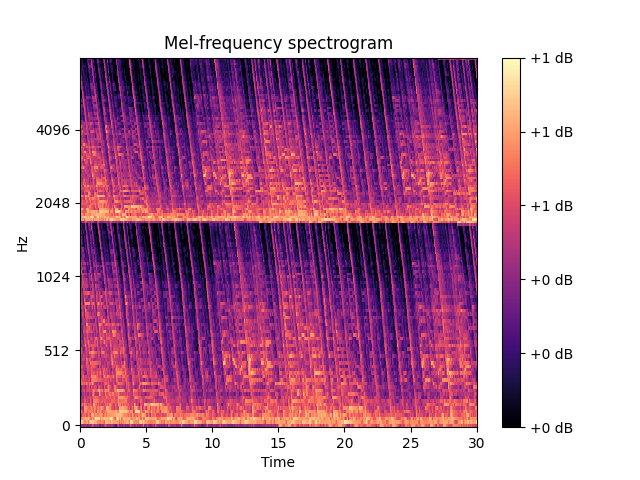 Mel-frequency spectrogram
4096
2048
1024
512
0
Hz
0 5 10 15 20 25 30
Time
+1 dB
+1 dB
+1 dB
+0 dB
+0 dB
+0 dB